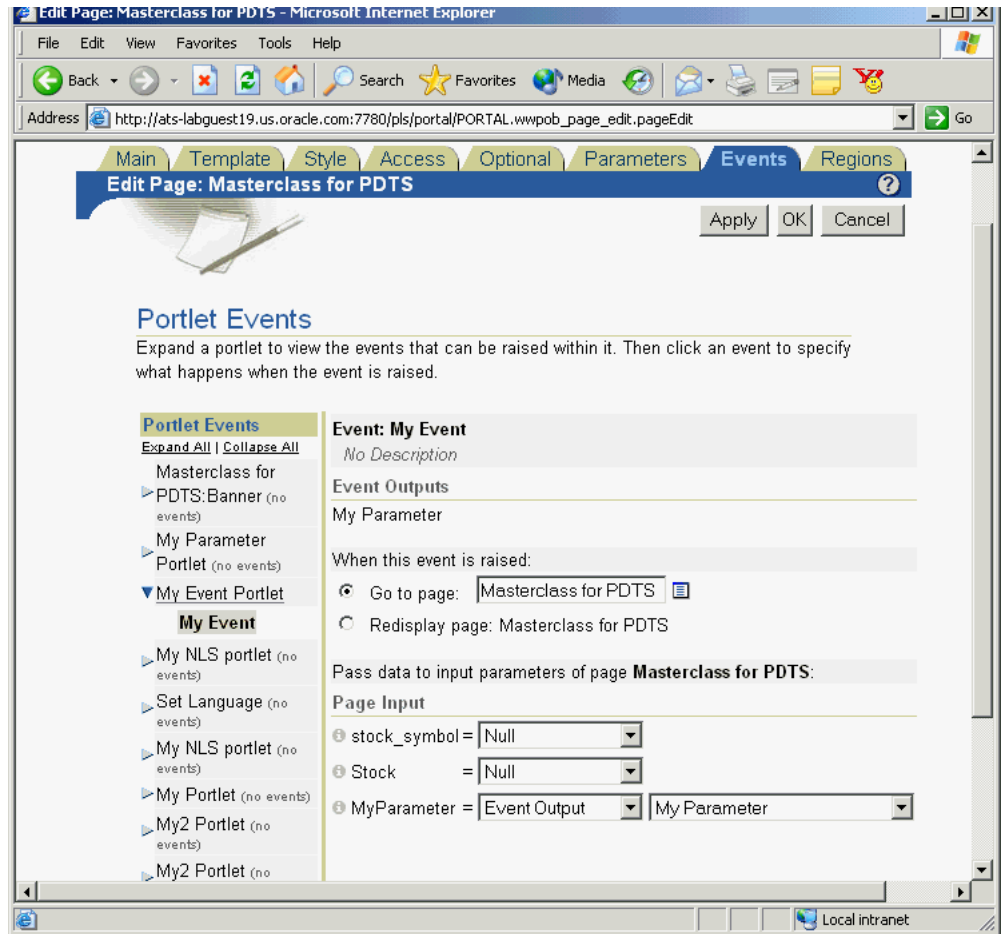 Edit Page: Masterclass for PDTS - Microsoft Internet Explorer
File Edit View Favorites Tools Help
Back Search Favorites Media
Address http://ats-labguest19.us.oracle.com:7780/pls/portal/PORTAL.wwpob_page_edit.pageEdit Go
Main Template Style Access Optional Parameters Events Regions
Edit Page: Masterclass for PDTS ?
Apply OK Cancel
Portlet Events
Expand a portlet to view the events that can be raised within it. Then click an event to specify
what happens when the event is raised.
Portlet Events
Expand All | Collapse All
Masterclass for
PDTS:Banner (no
events)
My Parameter
Portlet (no events)
My Event Portlet
My Event
My NLS portlet (no
events)
Set Language (no
events)
My NLS portlet (no
events)
My Portlet (no events)
My2 Portlet (no
events)
My2 Portlet (no
Event: My Event
No Description
Event Outputs
My Parameter
When this event is raised:
Go to page: Masterclass for PDTS
Redisplay page: Masterclass for PDTS
Pass data to input parameters of page Masterclass for PDTS:
Page Input
stock_symbol = Null
Stock = Null
MyParameter = Event Output My Parameter
Local intranet